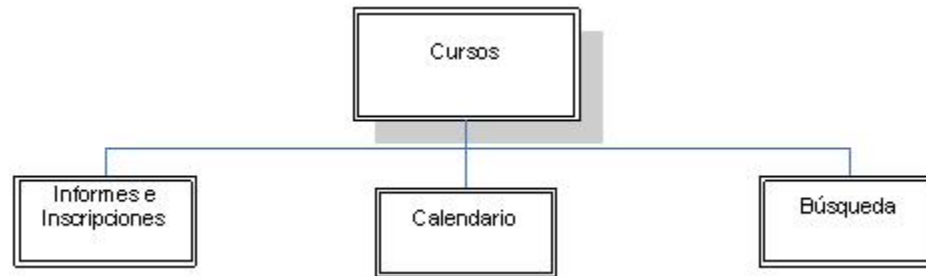 Cursos
Informes e
Inscripciones
Calendario
Búsqueda